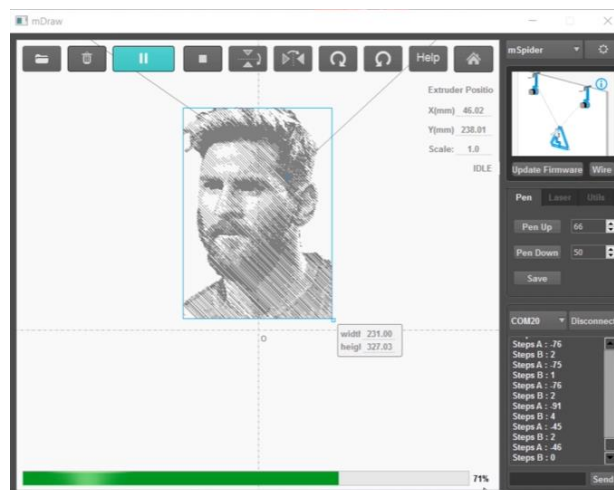 mDraw
Help
mSpider
Extruder Positio
X(mm) 46.02
Y(mm) 238.01
Scale: 1.0
IDLE
Update Firmware
Wire
Pen
Laser
Utils
Pen Up 66
Pen Down 50
Save
COM20
Disconnect
widtl 231.00
heigl 327.03
Steps A : -76
Steps B : 2
Steps A : -75
Steps B : 1
Steps A : -76
Steps B : 2
Steps A : -91
Steps B : 4
Steps A : -45
Steps B : 2
Steps A : -46
Steps B : 0
71%
Send